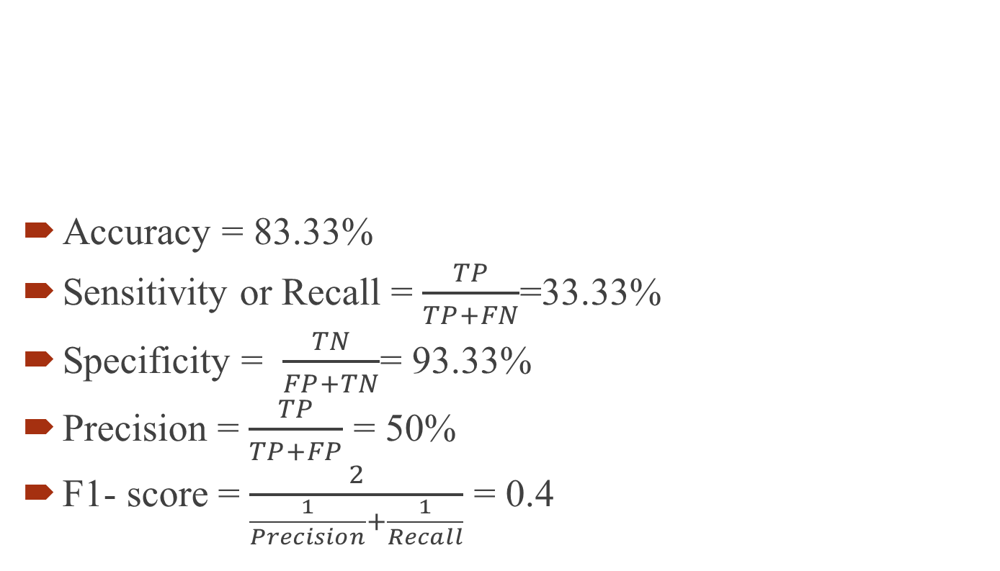 Accuracy = 83.33%
Sensitivity or Recall = \frac{TP}{TP+FN}=33.33%
Specificity = \frac{TN}{FP+TN}= 93.33%
Precision = \frac{TP}{TP+FP} = 50%
F1- score = \frac{2}{\frac{1}{Precision}+\frac{1}{Recall}} = 0.4